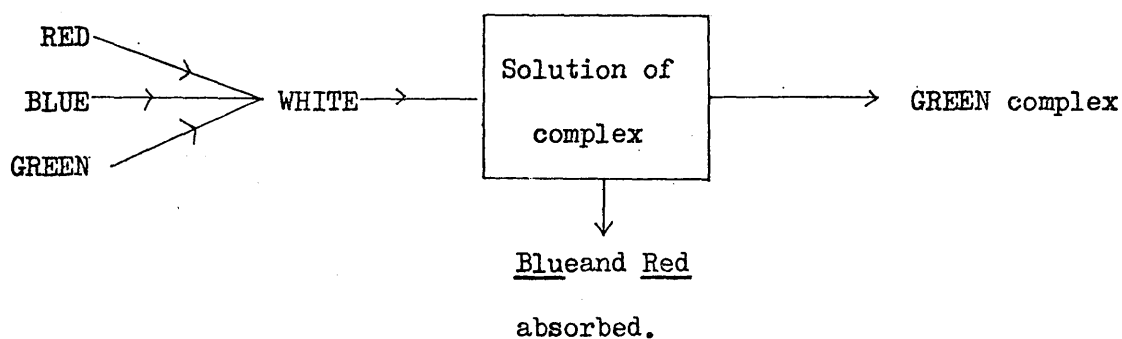 RED
BLUE
GREEN
WHITE
Solution of
complex
GREEN complex
Blueand Red
absorbed.